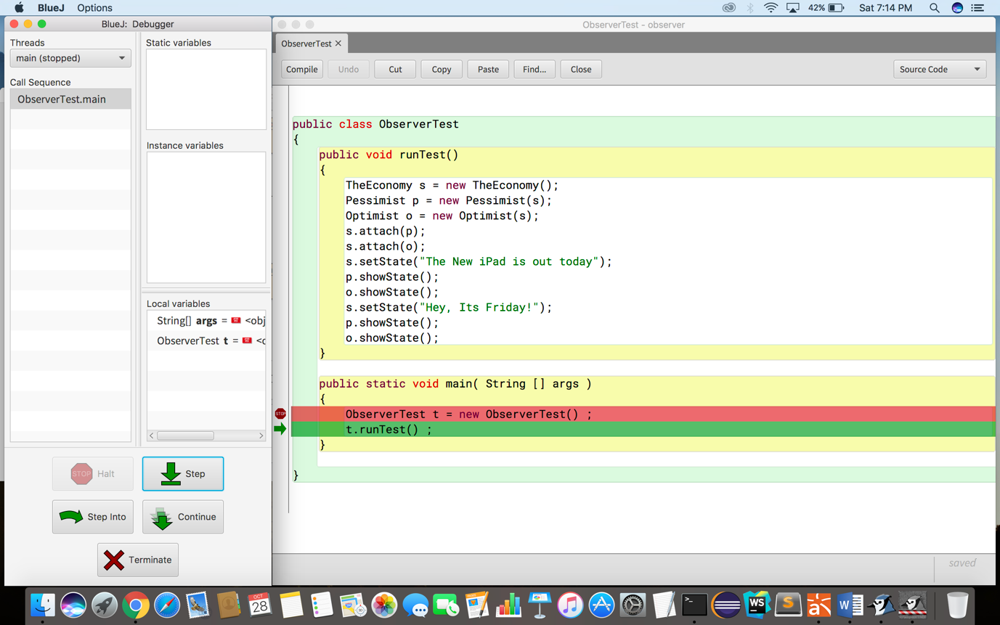 BlueJ Options
42% Sat 7:14 PM
BlueJ: Debugger
ObserverTest - observer
Threads
main (stopped)
Call Sequence
ObserverTest.main
Static variables
Instance variables
Local variables
String[] args = <obj
ObserverTest t = <o
STOP Halt
Step
Step Into
Continue
Terminate
ObserverTest
Compile Undo Cut Copy Paste Find... Close Source Code
public class ObserverTest
{
public void runTest()
{
TheEconomy s = new TheEconomy();
Pessimist p = new Pessimist(s);
Optimist o = new Optimist(s);
s.attach(p);
s.attach(o);
s.setState("The New iPad is out today");
p.showState();
o.showState();
s.setState("Hey, Its Friday!");
p.showState();
o.showState();
}
public static void main( String [] args )
{
STOP ObserverTest t = new ObserverTest() ;
t.runTest() ;
}
}
saved
OCT
28
WS
S
W